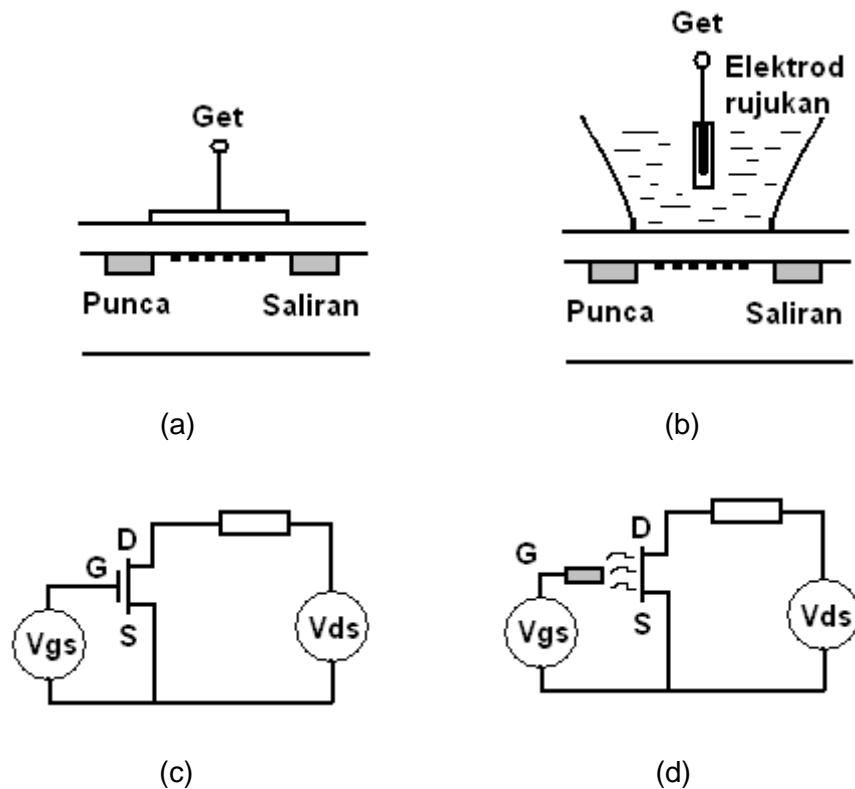 Get
Punca Saliran
(a)
Get
Elektrod
rujukan
Punca Saliran
(b)
D
G
S
Vgs
Vds
(c)
D
G
S
Vgs
Vds
(d)